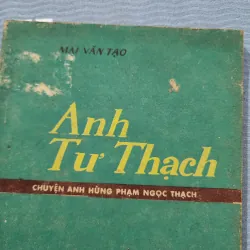 MAI VĂN TẠO
Anh
Tư Thạch
CHUYỆN ANH HÙNG PHẠM NGỌC THẠCH